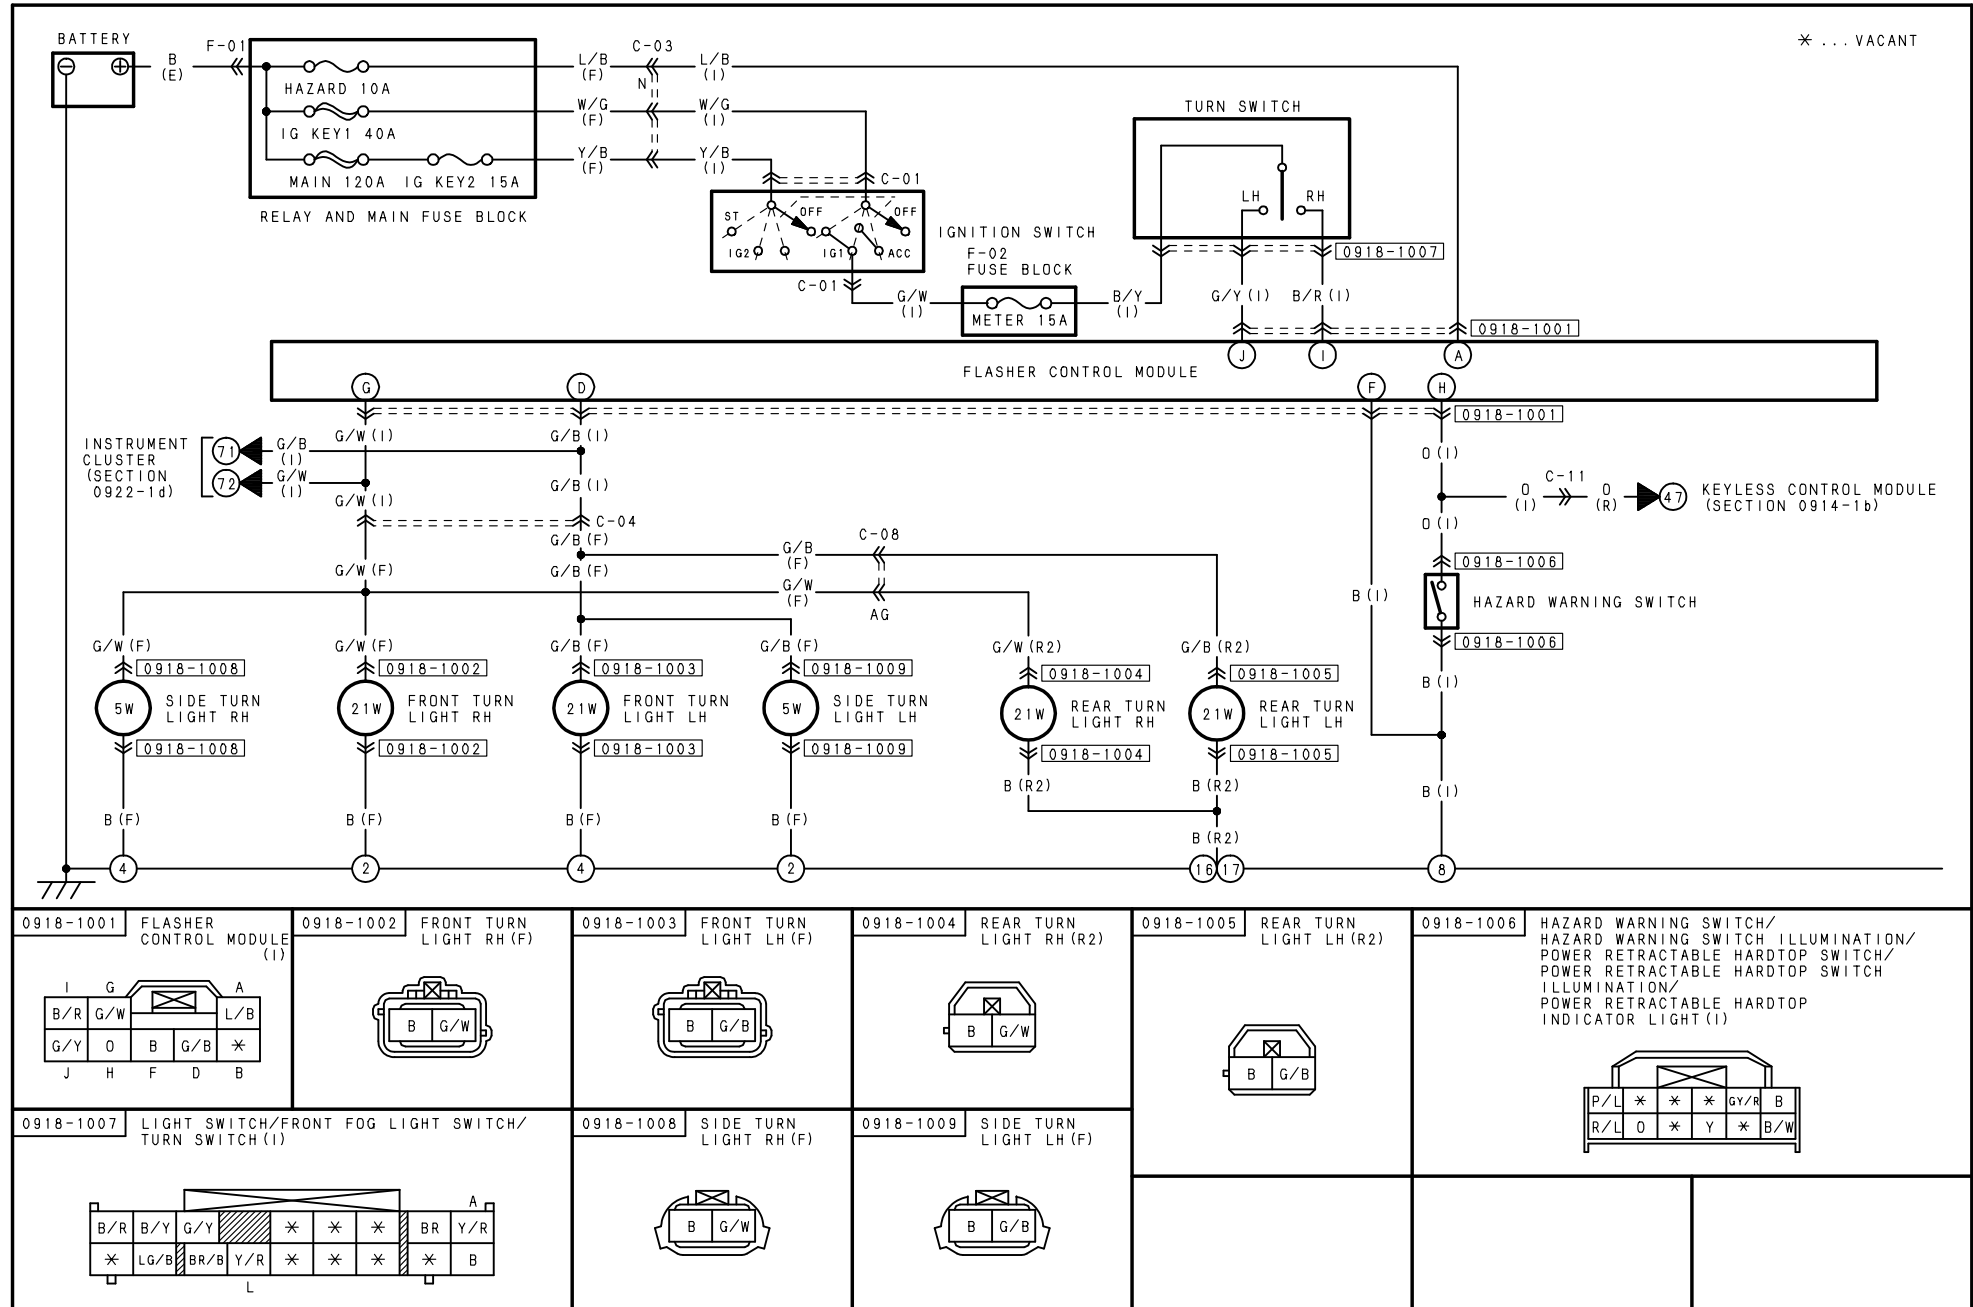 BATTERY
B
(E)
F-01
HAZARD 10A
IG KEY1 40A
MAIN 120A
IG KEY2 15A
RELAY AND MAIN FUSE BLOCK
L/B
(F)
C-03
N
L/B
(I)
W/G
(F)
W/G
(I)
Y/B
(F)
Y/B
(I)
＊ ... VACANT
TURN SWITCH
LH
RH
0918-1007
C-01
ST
OFF
IG2
IG1
ACC
OFF
IGNITION SWITCH
F-02
FUSE BLOCK
C-01
G/W
(I)
METER 15A
B/Y
(I)
G/Y(I)
B/R(I)
0918-1001
J
I
A
FLASHER CONTROL MODULE
G
D
F
H
0918-1001
INSTRUMENT
CLUSTER
(SECTION
0922-1d)
71
72
G/B
(I)
G/W
(I)
G/W(I)
G/B(I)
G/W(I)
G/B(I)
C-04
G/W(F)
G/B(F)
G/B(F)
G/B
(F)
C-08
G/W
(F)
AG
O(I)
O
(I)
C-11
O
(R)
47
KEYLESS CONTROL MODULE
(SECTION 0914-1b)
O(I)
0918-1006
HAZARD WARNING SWITCH
0918-1006
B(I)
B(I)
B(I)
G/W(F)
0918-1008
5W
SIDE TURN
LIGHT RH
0918-1008
B(F)
4
G/W(F)
0918-1002
21W
FRONT TURN
LIGHT RH
0918-1002
B(F)
2
G/B(F)
0918-1003
21W
FRONT TURN
LIGHT LH
0918-1003
B(F)
4
G/B(F)
0918-1009
5W
SIDE TURN
LIGHT LH
0918-1009
B(F)
2
G/W(R2)
0918-1004
21W
REAR TURN
LIGHT RH
0918-1004
B(R2)
G/B(R2)
0918-1005
21W
REAR TURN
LIGHT LH
0918-1005
B(R2)
B(R2)
16
17
8
0918-1001
FLASHER
CONTROL MODULE
(I)
I G A
B/R G/W L/B
G/Y O B G/B ＊
J H F D B
0918-1002
FRONT TURN
LIGHT RH(F)
B G/W
0918-1003
FRONT TURN
LIGHT LH(F)
B G/B
0918-1004
REAR TURN
LIGHT RH(R2)
B G/W
0918-1005
REAR TURN
LIGHT LH(R2)
B G/B
0918-1006
HAZARD WARNING SWITCH/
HAZARD WARNING SWITCH ILLUMINATION/
POWER RETRACTABLE HARDTOP SWITCH/
POWER RETRACTABLE HARDTOP SWITCH
ILLUMINATION/
POWER RETRACTABLE HARDTOP
INDICATOR LIGHT(I)
P/L ＊ ＊ ＊ GY/R B
R/L O ＊ Y ＊ B/W
0918-1007
LIGHT SWITCH/FRONT FOG LIGHT SWITCH/
TURN SWITCH(I)
A
B/R B/Y G/Y ＊ ＊ ＊ BR Y/R
＊ LG/B BR/B Y/R ＊ ＊ ＊ ＊ B
L
0918-1008
SIDE TURN
LIGHT RH(F)
B G/W
0918-1009
SIDE TURN
LIGHT LH(F)
B G/B